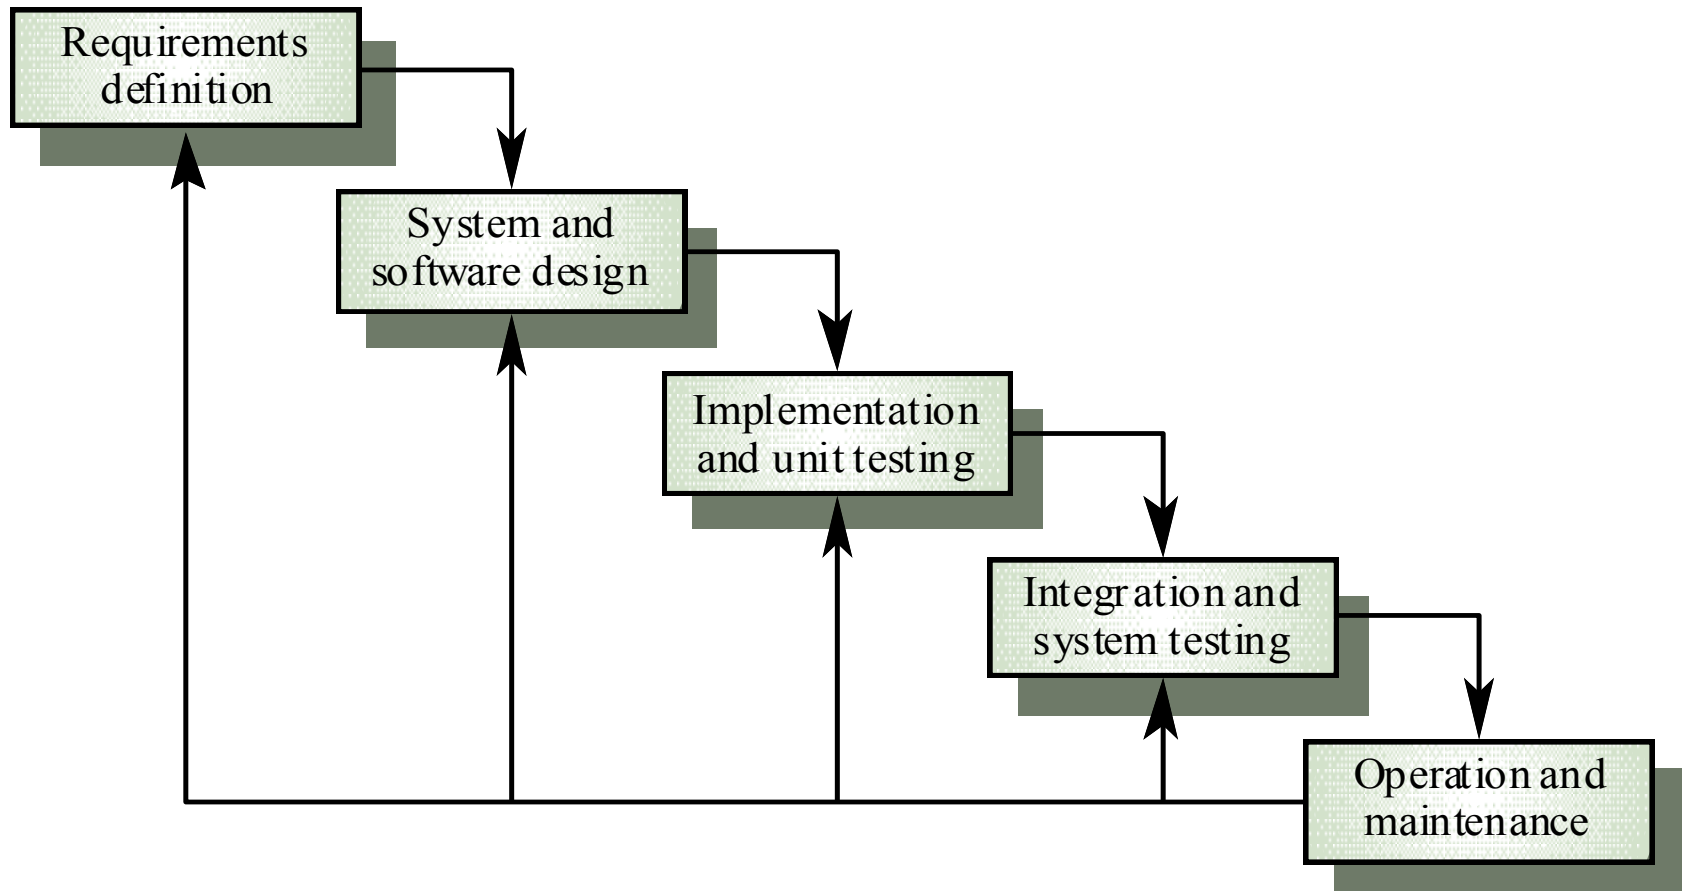 Requirements
definition
System and
software design
Implementation
and unit testing
Integration and
system testing
Operation and
maintenance